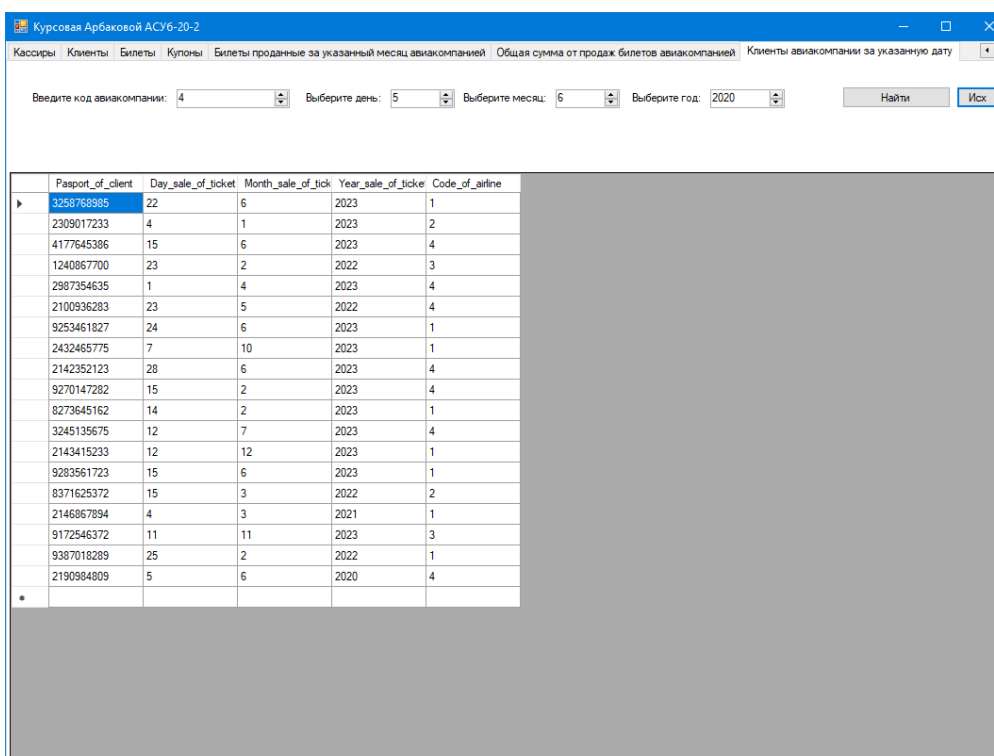 Курсовая Арбаковой АСУб-20-2
Кассиры Клиенты Билеты Купоны Билеты проданные за указанный месяц авиакомпанией Общая сумма от продаж билетов авиакомпанией Клиенты авиакомпании за указанную дату
Введите код авиакомпании: 4 Выберите день: 5 Выберите месяц: 6 Выберите год: 2020 Найти Исх
Pasport_of_client Day_sale_of_ticket Month_sale_of_tick Year_sale_of_ticke Code_of_airline
3258768985 22 6 2023 1
2309017233 4 1 2023 2
4177645386 15 6 2023 4
1240867700 23 2 2022 3
2987354635 1 4 2023 4
2100936283 23 5 2022 4
9253461827 24 6 2023 1
2432465775 7 10 2023 1
2142352123 28 6 2023 4
9270147282 15 2 2023 4
8273645162 14 2 2023 1
3245135675 12 7 2023 4
2143415233 12 12 2023 1
9283561723 15 6 2023 1
8371625372 15 3 2022 2
2146867894 4 3 2021 1
9172546372 11 11 2023 3
9387018289 25 2 2022 1
2190984809 5 6 2020 4